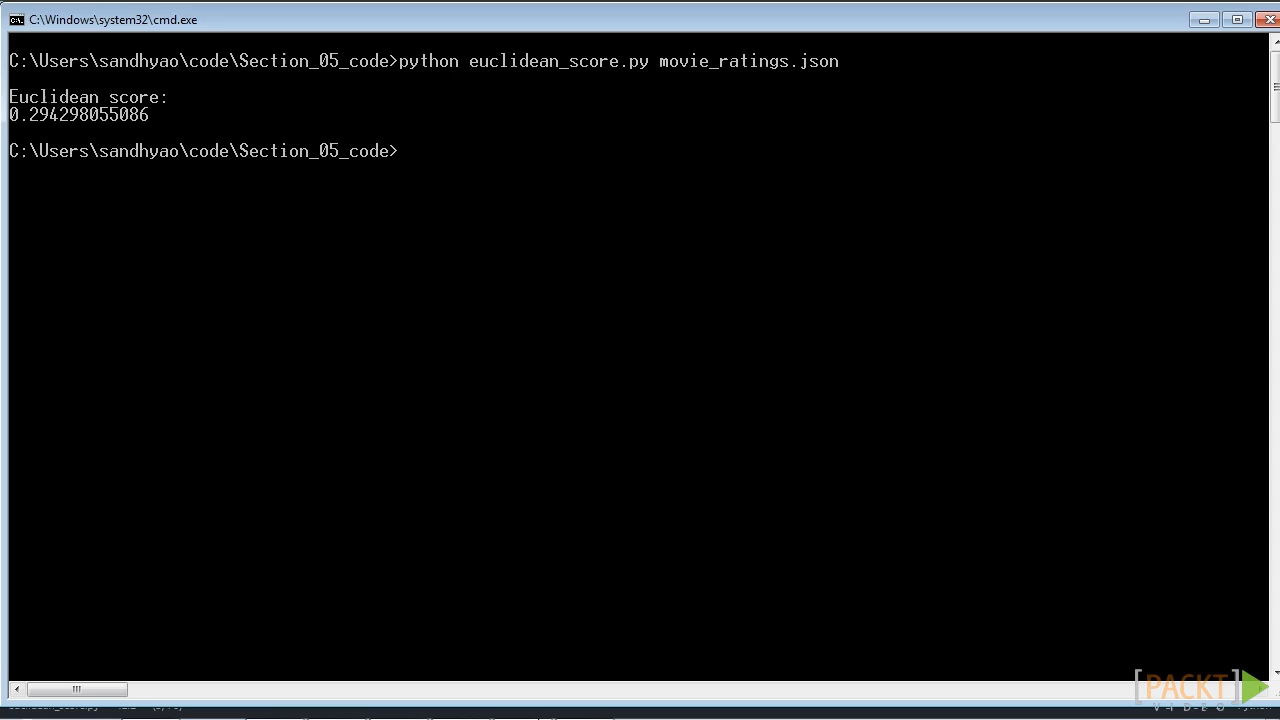 C:\Windows\system32\cmd.exe
C:\Users\sandhyao\code\Section_05_code>python euclidean_score.py movie_ratings.json
Euclidean score:
0.294298055086
C:\Users\sandhyao\code\Section_05_code>
[PACKT]
VIDEO